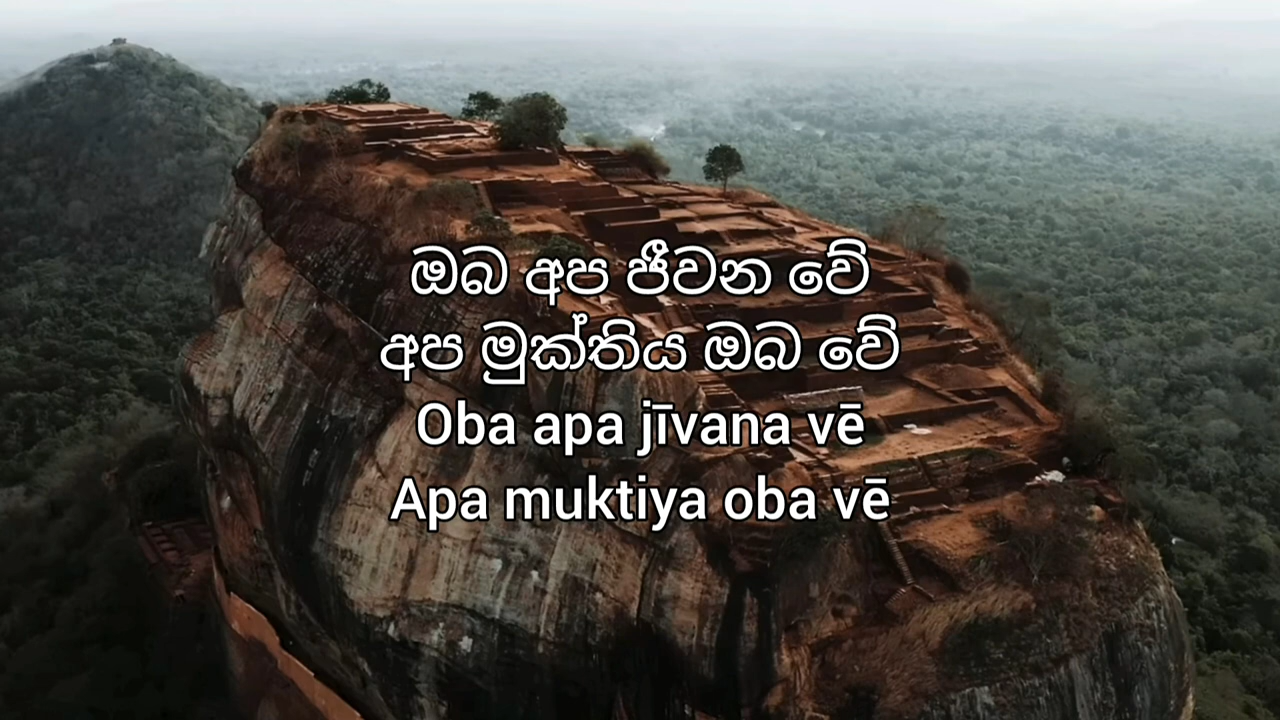 ඔබ අප ජීවන වේ
අප මුක්තිය ඔබ වේ
Oba apa jīvana vē
Apa muktiya oba vē